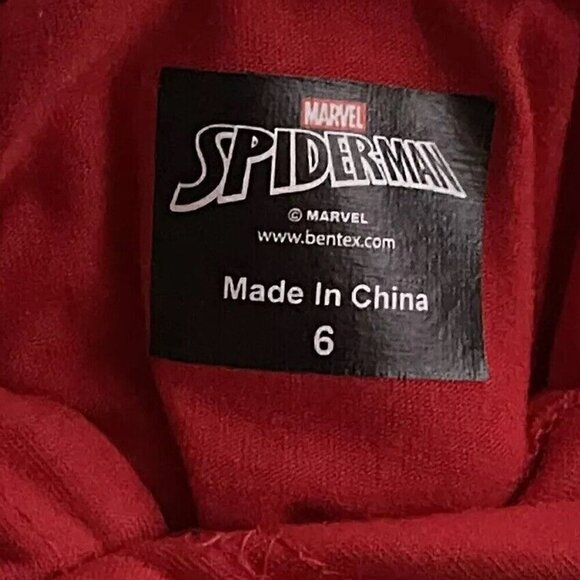 MARVEL
SPIDER-MAN
© MARVEL
www.bentex.com
Made In China
6